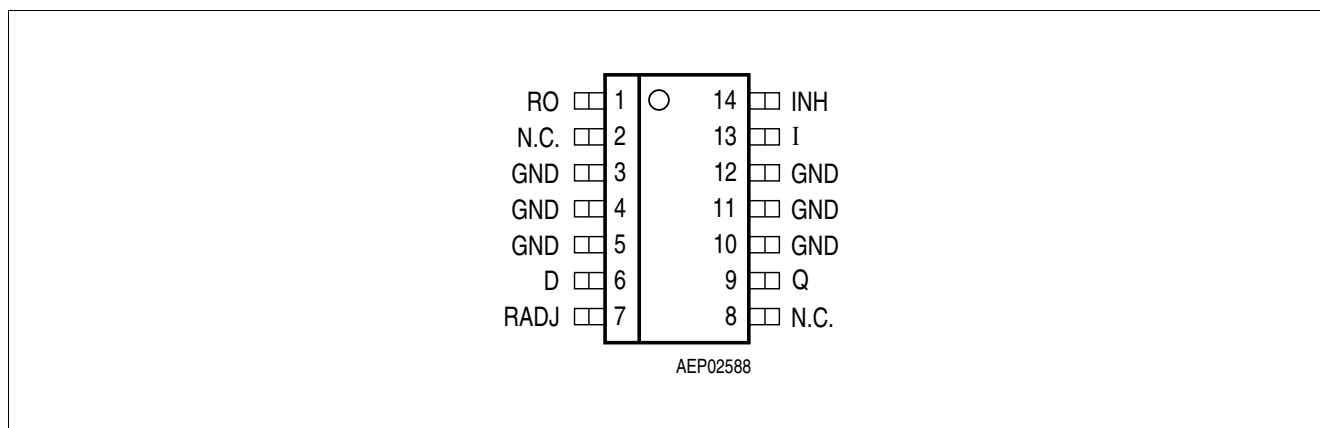 RO 1 14 INH
N.C. 2 13 I
GND 3 12 GND
GND 4 11 GND
GND 5 10 GND
D 6 9 Q
RADJ 7 8 N.C.
AEP02588